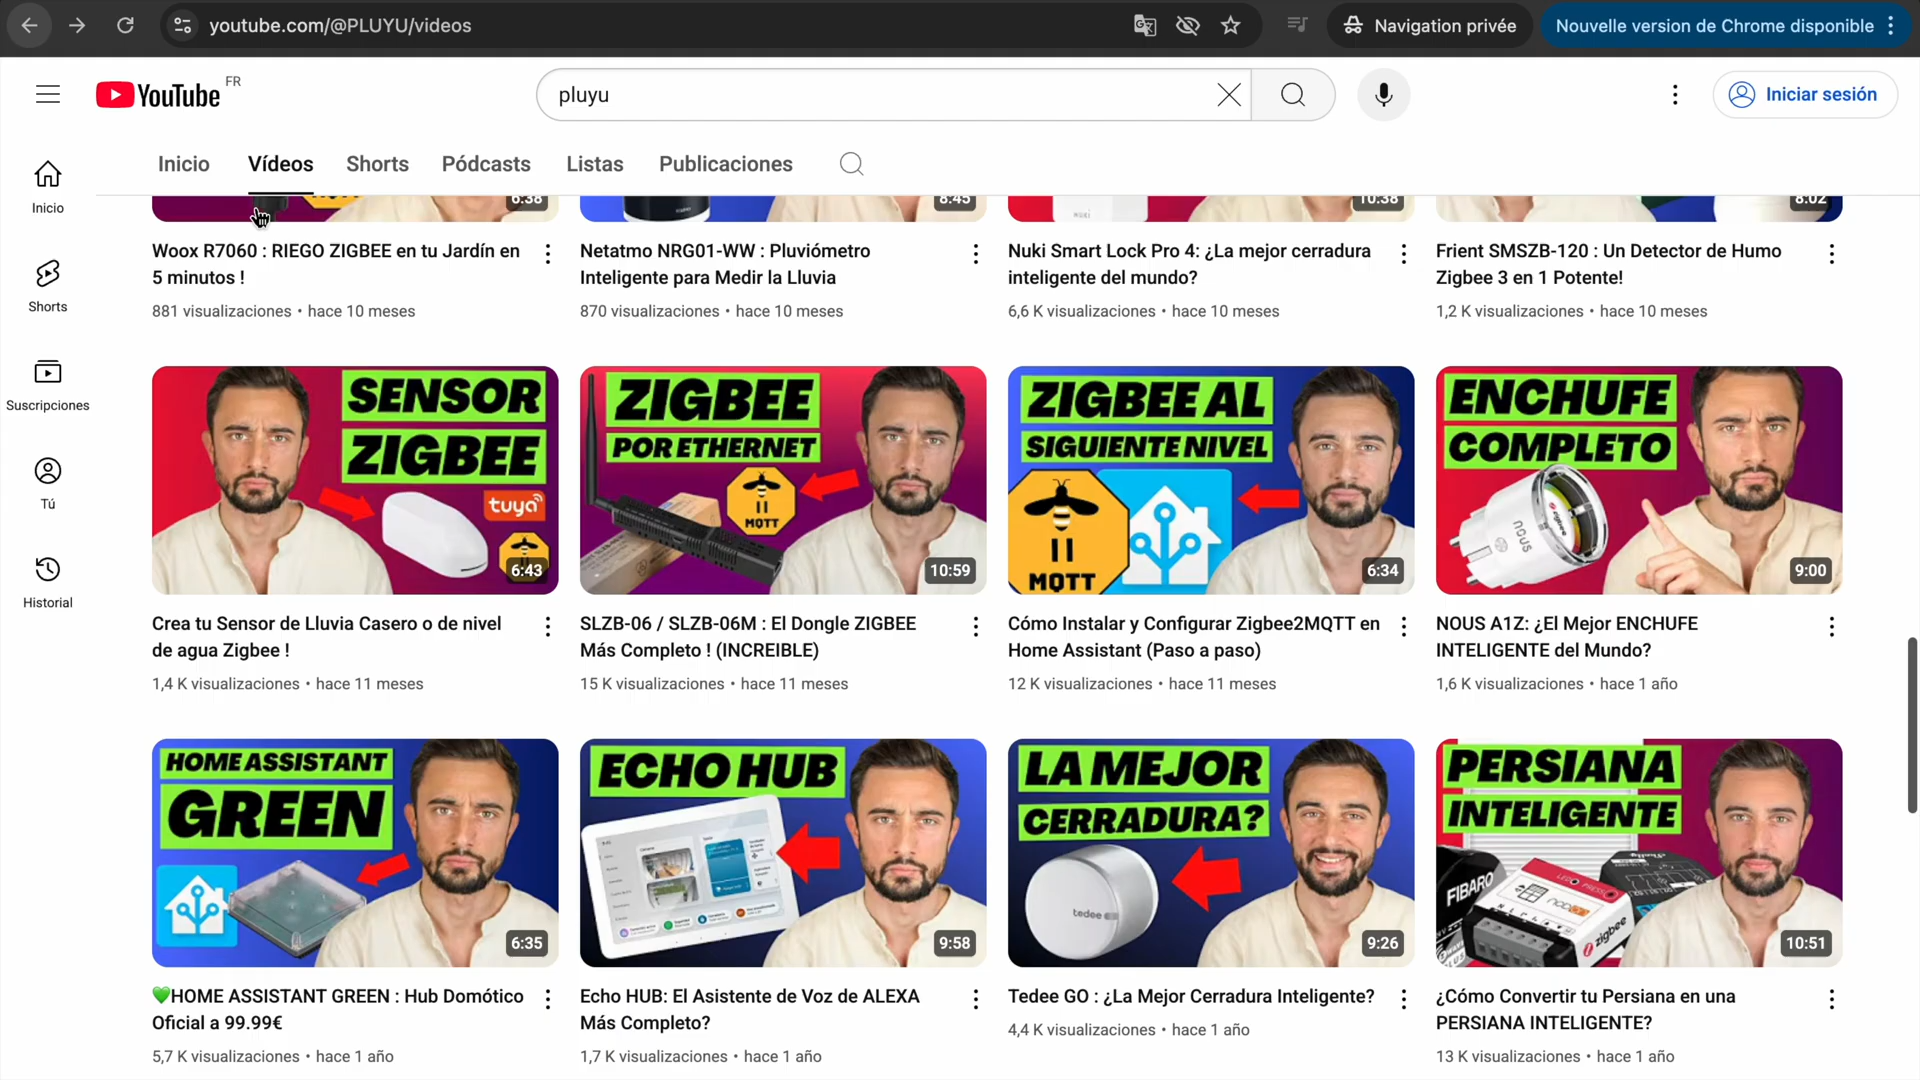 youtube.com/@PLUYU/videos
Navigation privée
Nouvelle version de Chrome disponible
YouTube FR
pluyu
Iniciar sesión
Inicio
Vídeos
Shorts
Pódcasts
Listas
Publicaciones
Inicio
Shorts
Suscripciones
Tú
Historial
6:38
8:45
10:38
8:02
Woox R7060 : RIEGO ZIGBEE en tu Jardín en
5 minutos !
881 visualizaciones • hace 10 meses
Netatmo NRG01-WW : Pluviómetro
Inteligente para Medir la Lluvia
870 visualizaciones • hace 10 meses
Nuki Smart Lock Pro 4: ¿La mejor cerradura
inteligente del mundo?
6,6 K visualizaciones • hace 10 meses
Frient SMSZB-120 : Un Detector de Humo
Zigbee 3 en 1 Potente!
1,2 K visualizaciones • hace 10 meses
SENSOR
ZIGBEE
tuya
6:43
ZIGBEE
POR ETHERNET
MQTT
10:59
ZIGBEE AL
SIGUIENTE NIVEL
MQTT
6:34
ENCHUFE
COMPLETO
nous
zigbee
9:00
Crea tu Sensor de Lluvia Casero o de nivel
de agua Zigbee !
1,4 K visualizaciones • hace 11 meses
SLZB-06 / SLZB-06M : El Dongle ZIGBEE
Más Completo ! (INCREIBLE)
15 K visualizaciones • hace 11 meses
Cómo Instalar y Configurar Zigbee2MQTT en
Home Assistant (Paso a paso)
12 K visualizaciones • hace 11 meses
NOUS A1Z: ¿El Mejor ENCHUFE
INTELIGENTE del Mundo?
1,6 K visualizaciones • hace 1 año
HOME ASSISTANT
GREEN
6:35
ECHO HUB
9:58
LA MEJOR
CERRADURA?
tedee
9:26
PERSIANA
INTELIGENTE
FIBARO
nodon
Shelly
zigbee
10:51
💚HOME ASSISTANT GREEN : Hub Domótico
Oficial a 99.99€
5,7 K visualizaciones • hace 1 año
Echo HUB: El Asistente de Voz de ALEXA
Más Completo?
1,7 K visualizaciones • hace 1 año
Tedee GO : ¿La Mejor Cerradura Inteligente?
4,4 K visualizaciones • hace 1 año
¿Cómo Convertir tu Persiana en una
PERSIANA INTELIGENTE?
13 K visualizaciones • hace 1 año